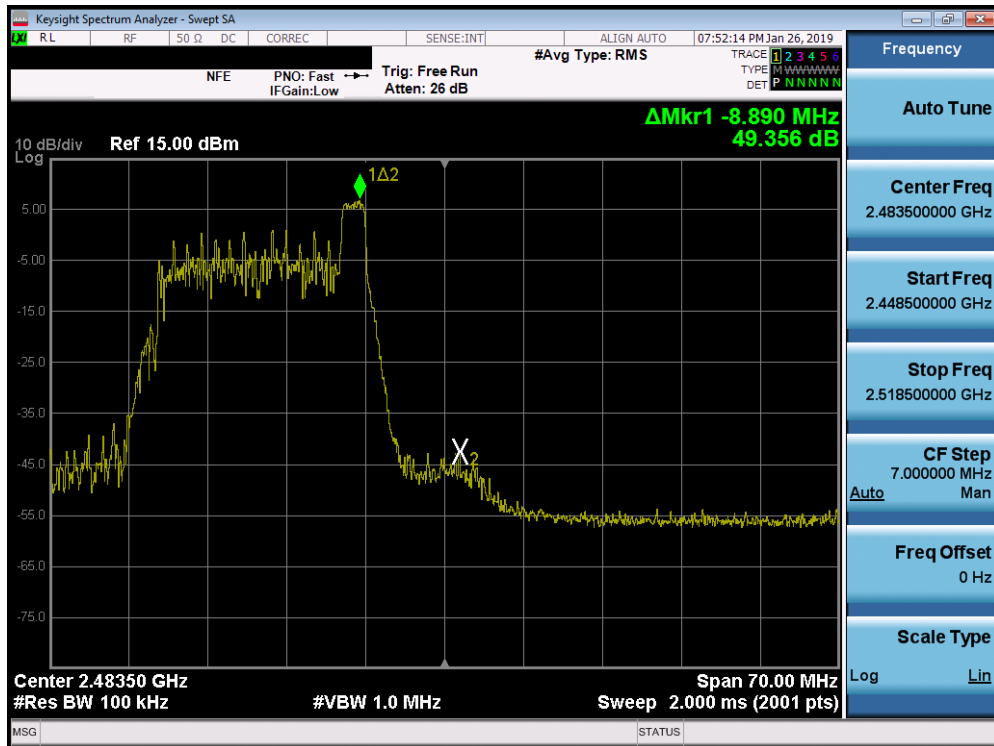 Keysight Spectrum Analyzer - Swept SA
LXI RL RF 50 Ω DC CORREC SENSE:INT ALIGN AUTO 07:52:14 PM Jan 26, 2019
#Avg Type: RMS TRACE 1 2 3 4 5 6
NFE PNO: Fast Trig: Free Run TYPE M W W W W W
IFGain:Low Atten: 26 dB DET P N N N N N
ΔMkr1 -8.890 MHz
10 dB/div Ref 15.00 dBm 49.356 dB
Log
1Δ2
5.00
-5.00
-15.0
-25.0
-35.0
-45.0
X2
-55.0
-65.0
-75.0
Center 2.48350 GHz Span 70.00 MHz
#Res BW 100 kHz #VBW 1.0 MHz Sweep 2.000 ms (2001 pts)
MSG STATUS
Frequency
Auto Tune
Center Freq
2.483500000 GHz
Start Freq
2.448500000 GHz
Stop Freq
2.518500000 GHz
CF Step
7.000000 MHz
Auto Man
Freq Offset
0 Hz
Scale Type
Log Lin